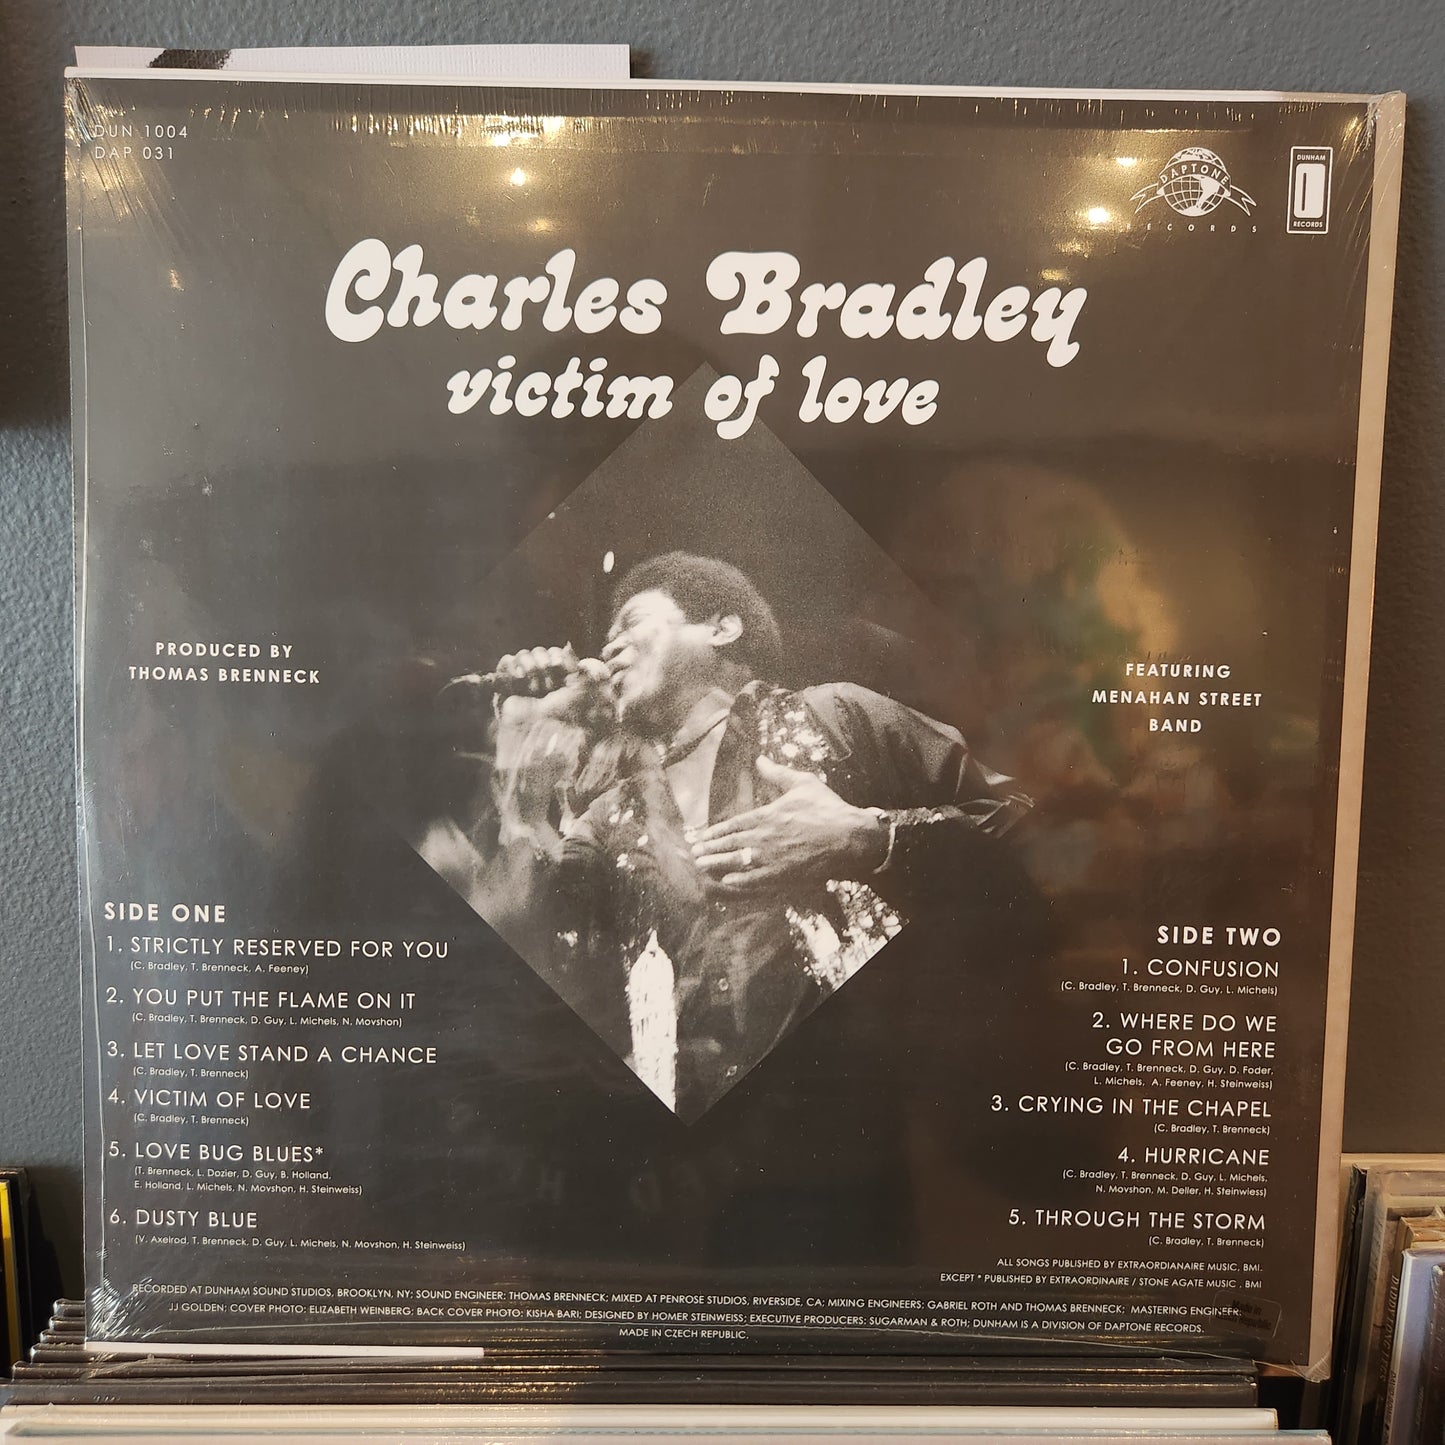 DUN 1004
DAP 031
DAPTONE
RECORDS
DUNHAM
RECORDS
Charles Bradley
victim of love
PRODUCED BY
THOMAS BRENNECK
FEATURING
MENAHAN STREET
BAND
SIDE ONE
1. STRICTLY RESERVED FOR YOU
(C. Bradley, T. Brenneck, A. Feeney)
2. YOU PUT THE FLAME ON IT
(C. Bradley, T. Brenneck, D. Guy, L. Michels, N. Movshon)
3. LET LOVE STAND A CHANCE
(C. Bradley, T. Brenneck)
4. VICTIM OF LOVE
(C. Bradley, T. Brenneck)
5. LOVE BUG BLUES*
(T. Brenneck, L. Dozier, D. Guy, B. Holland,
E. Holland, L. Michels, N. Movshon, H. Steinweiss)
6. DUSTY BLUE
(V. Axelrod, T. Brenneck, D. Guy, L. Michels, N. Movshon, H. Steinweiss)
SIDE TWO
1. CONFUSION
(C. Bradley, T. Brenneck, D. Guy, L. Michels)
2. WHERE DO WE
GO FROM HERE
(C. Bradley, T. Brenneck, D. Guy, D. Foder,
L. Michels, A. Feeney, H. Steinweiss)
3. CRYING IN THE CHAPEL
(C. Bradley, T. Brenneck)
4. HURRICANE
(C. Bradley, T. Brenneck, D. Guy, L. Michels,
N. Movshon, M. Deller, H. Steinwiess)
5. THROUGH THE STORM
(C. Bradley, T. Brenneck)
ALL SONGS PUBLISHED BY EXTRAORDIANAIRE MUSIC, BMI.
EXCEPT * PUBLISHED BY EXTRAORDINAIRE / STONE AGATE MUSIC , BMI
RECORDED AT DUNHAM SOUND STUDIOS, BROOKLYN, NY; SOUND ENGINEER: THOMAS BRENNECK; MIXED AT PENROSE STUDIOS, RIVERSIDE, CA; MIXING ENGINEERS: GABRIEL ROTH AND THOMAS BRENNECK; MASTERING ENGINEER:
JJ GOLDEN; COVER PHOTO: ELIZABETH WEINBERG; BACK COVER PHOTO: KISHA BARI; DESIGNED BY HOMER STEINWEISS; EXECUTIVE PRODUCERS: SUGARMAN & ROTH; DUNHAM IS A DIVISION OF DAPTONE RECORDS.
MADE IN CZECH REPUBLIC.
Made in
Czech Republic